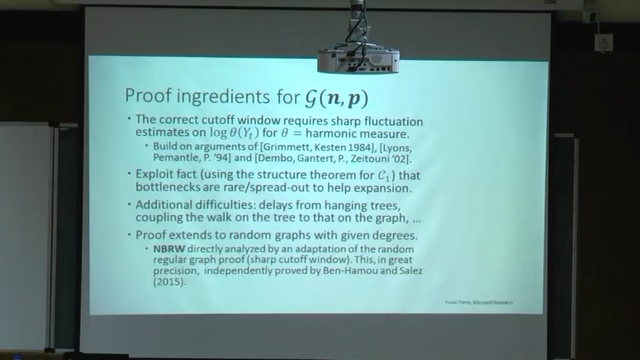 Proof ingredients for 𝒢(n, p)
• The correct cutoff window requires sharp fluctuation
estimates on log θ(Yₜ) for θ = harmonic measure.
• Build on arguments of [Grimmett, Kesten 1984], [Lyons,
Pemantle, P. '94] and [Dembo, Gantert, P., Zeitouni '02].
• Exploit fact (using the structure theorem for 𝒞₁) that
bottlenecks are rare/spread-out to help expansion.
• Additional difficulties: delays from hanging trees,
coupling the walk on the tree to that on the graph, ...
• Proof extends to random graphs with given degrees.
• NBRW directly analyzed by an adaptation of the random
regular graph proof (sharp cutoff window). This, in great
precision, independently proved by Ben-Hamou and Salez
(2015).
Yuval Peres, Microsoft Research